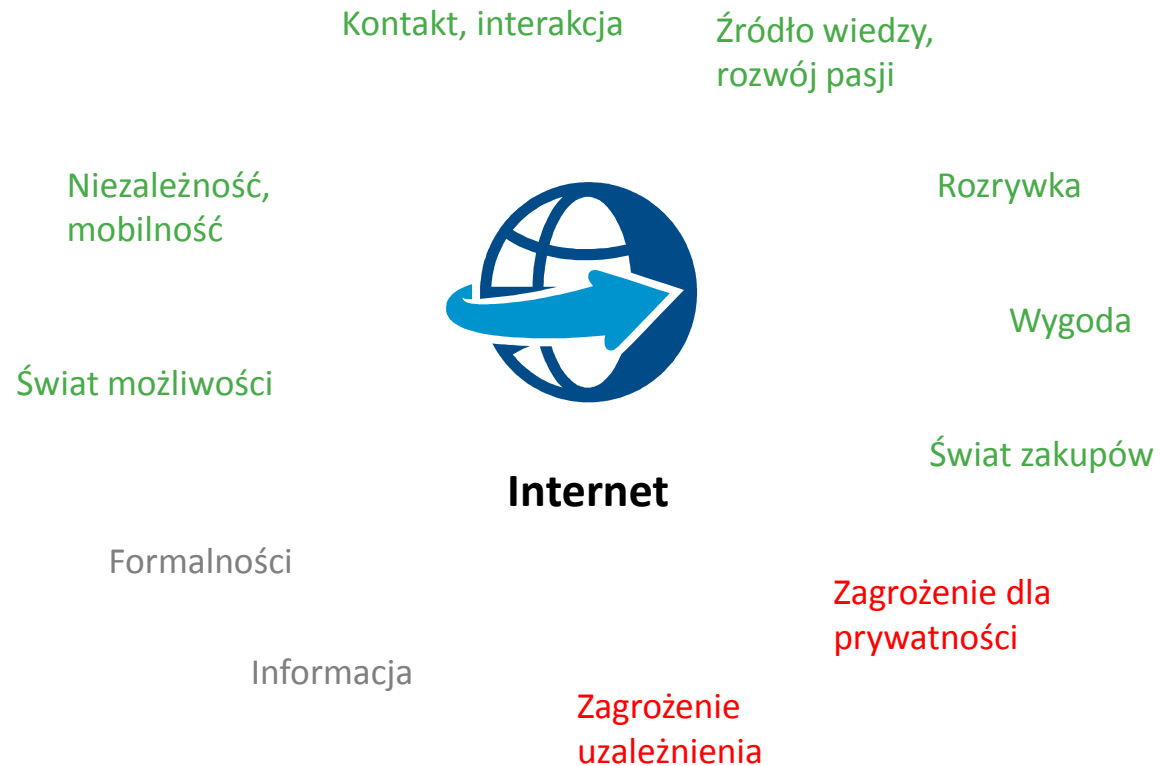 Kontakt, interakcja
Źródło wiedzy,
rozwój pasji
Niezależność,
mobilność
Rozrywka
Wygoda
Świat możliwości
Świat zakupów
Internet
Formalności
Zagrożenie dla
prywatności
Informacja
Zagrożenie
uzależnienia